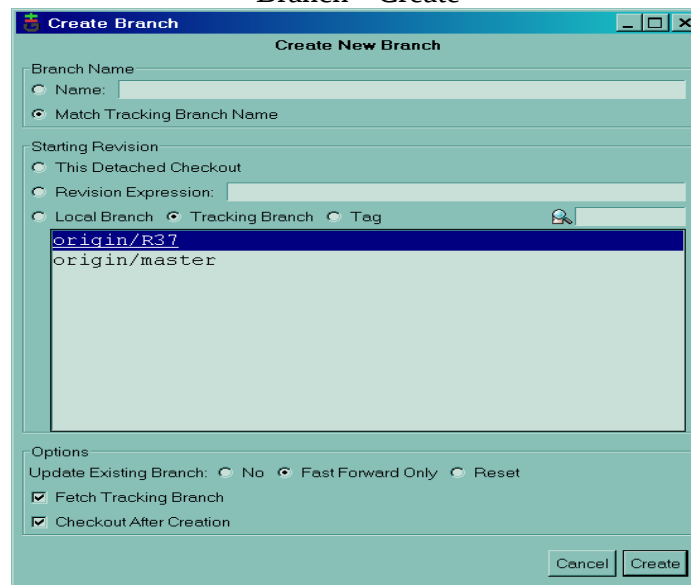 Create Branch
Create New Branch
Branch Name
Name:
Match Tracking Branch Name
Starting Revision
This Detached Checkout
Revision Expression:
Local Branch Tracking Branch Tag
origin/R37
origin/master
Options
Update Existing Branch: No Fast Forward Only Reset
Fetch Tracking Branch
Checkout After Creation
Cancel Create